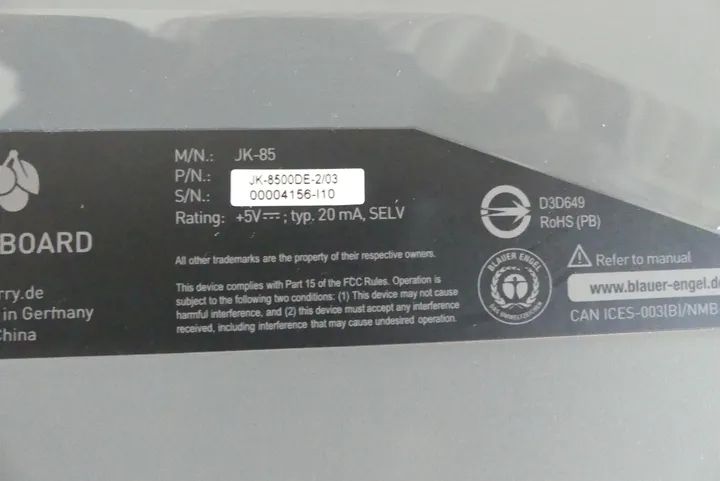 M/N.: JK-85
P/N.: JK-8500DE-2/03
S/N.: 00004156-I10
Rating: +5V⎓; typ. 20 mA, SELV
All other trademarks are the property of their respective owners.
This device complies with Part 15 of the FCC Rules. Operation is
subject to the following two conditions: (1) This device may not cause
harmful interference, and (2) this device must accept any interference
received, including interference that may cause undesired operation.
BOARD
rry.de
in Germany
China
D3D649
RoHS (PB)
BLAUER ENGEL
DAS UMWELTZEICHEN
Refer to manual
www.blauer-engel.d
CAN ICES-003(B)/NMB